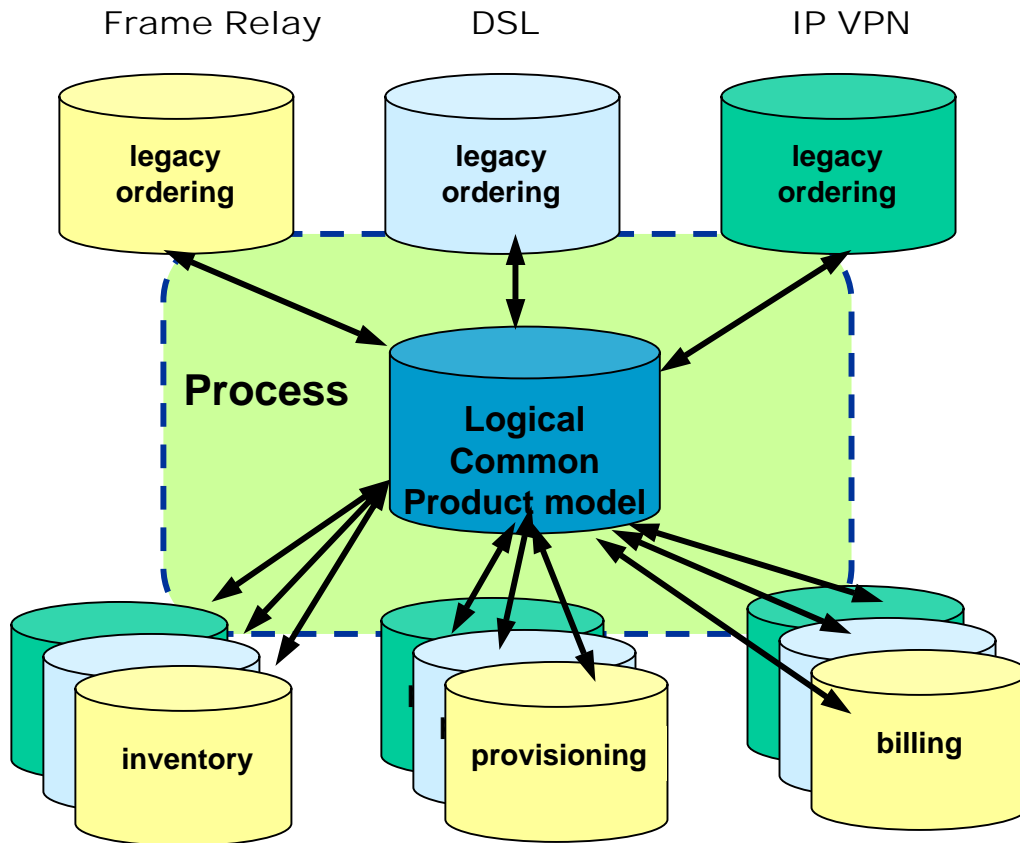 Frame Relay
DSL
IP VPN
legacy
ordering
legacy
ordering
legacy
ordering
Process
Logical
Common
Product model
inventory
provisioning
billing